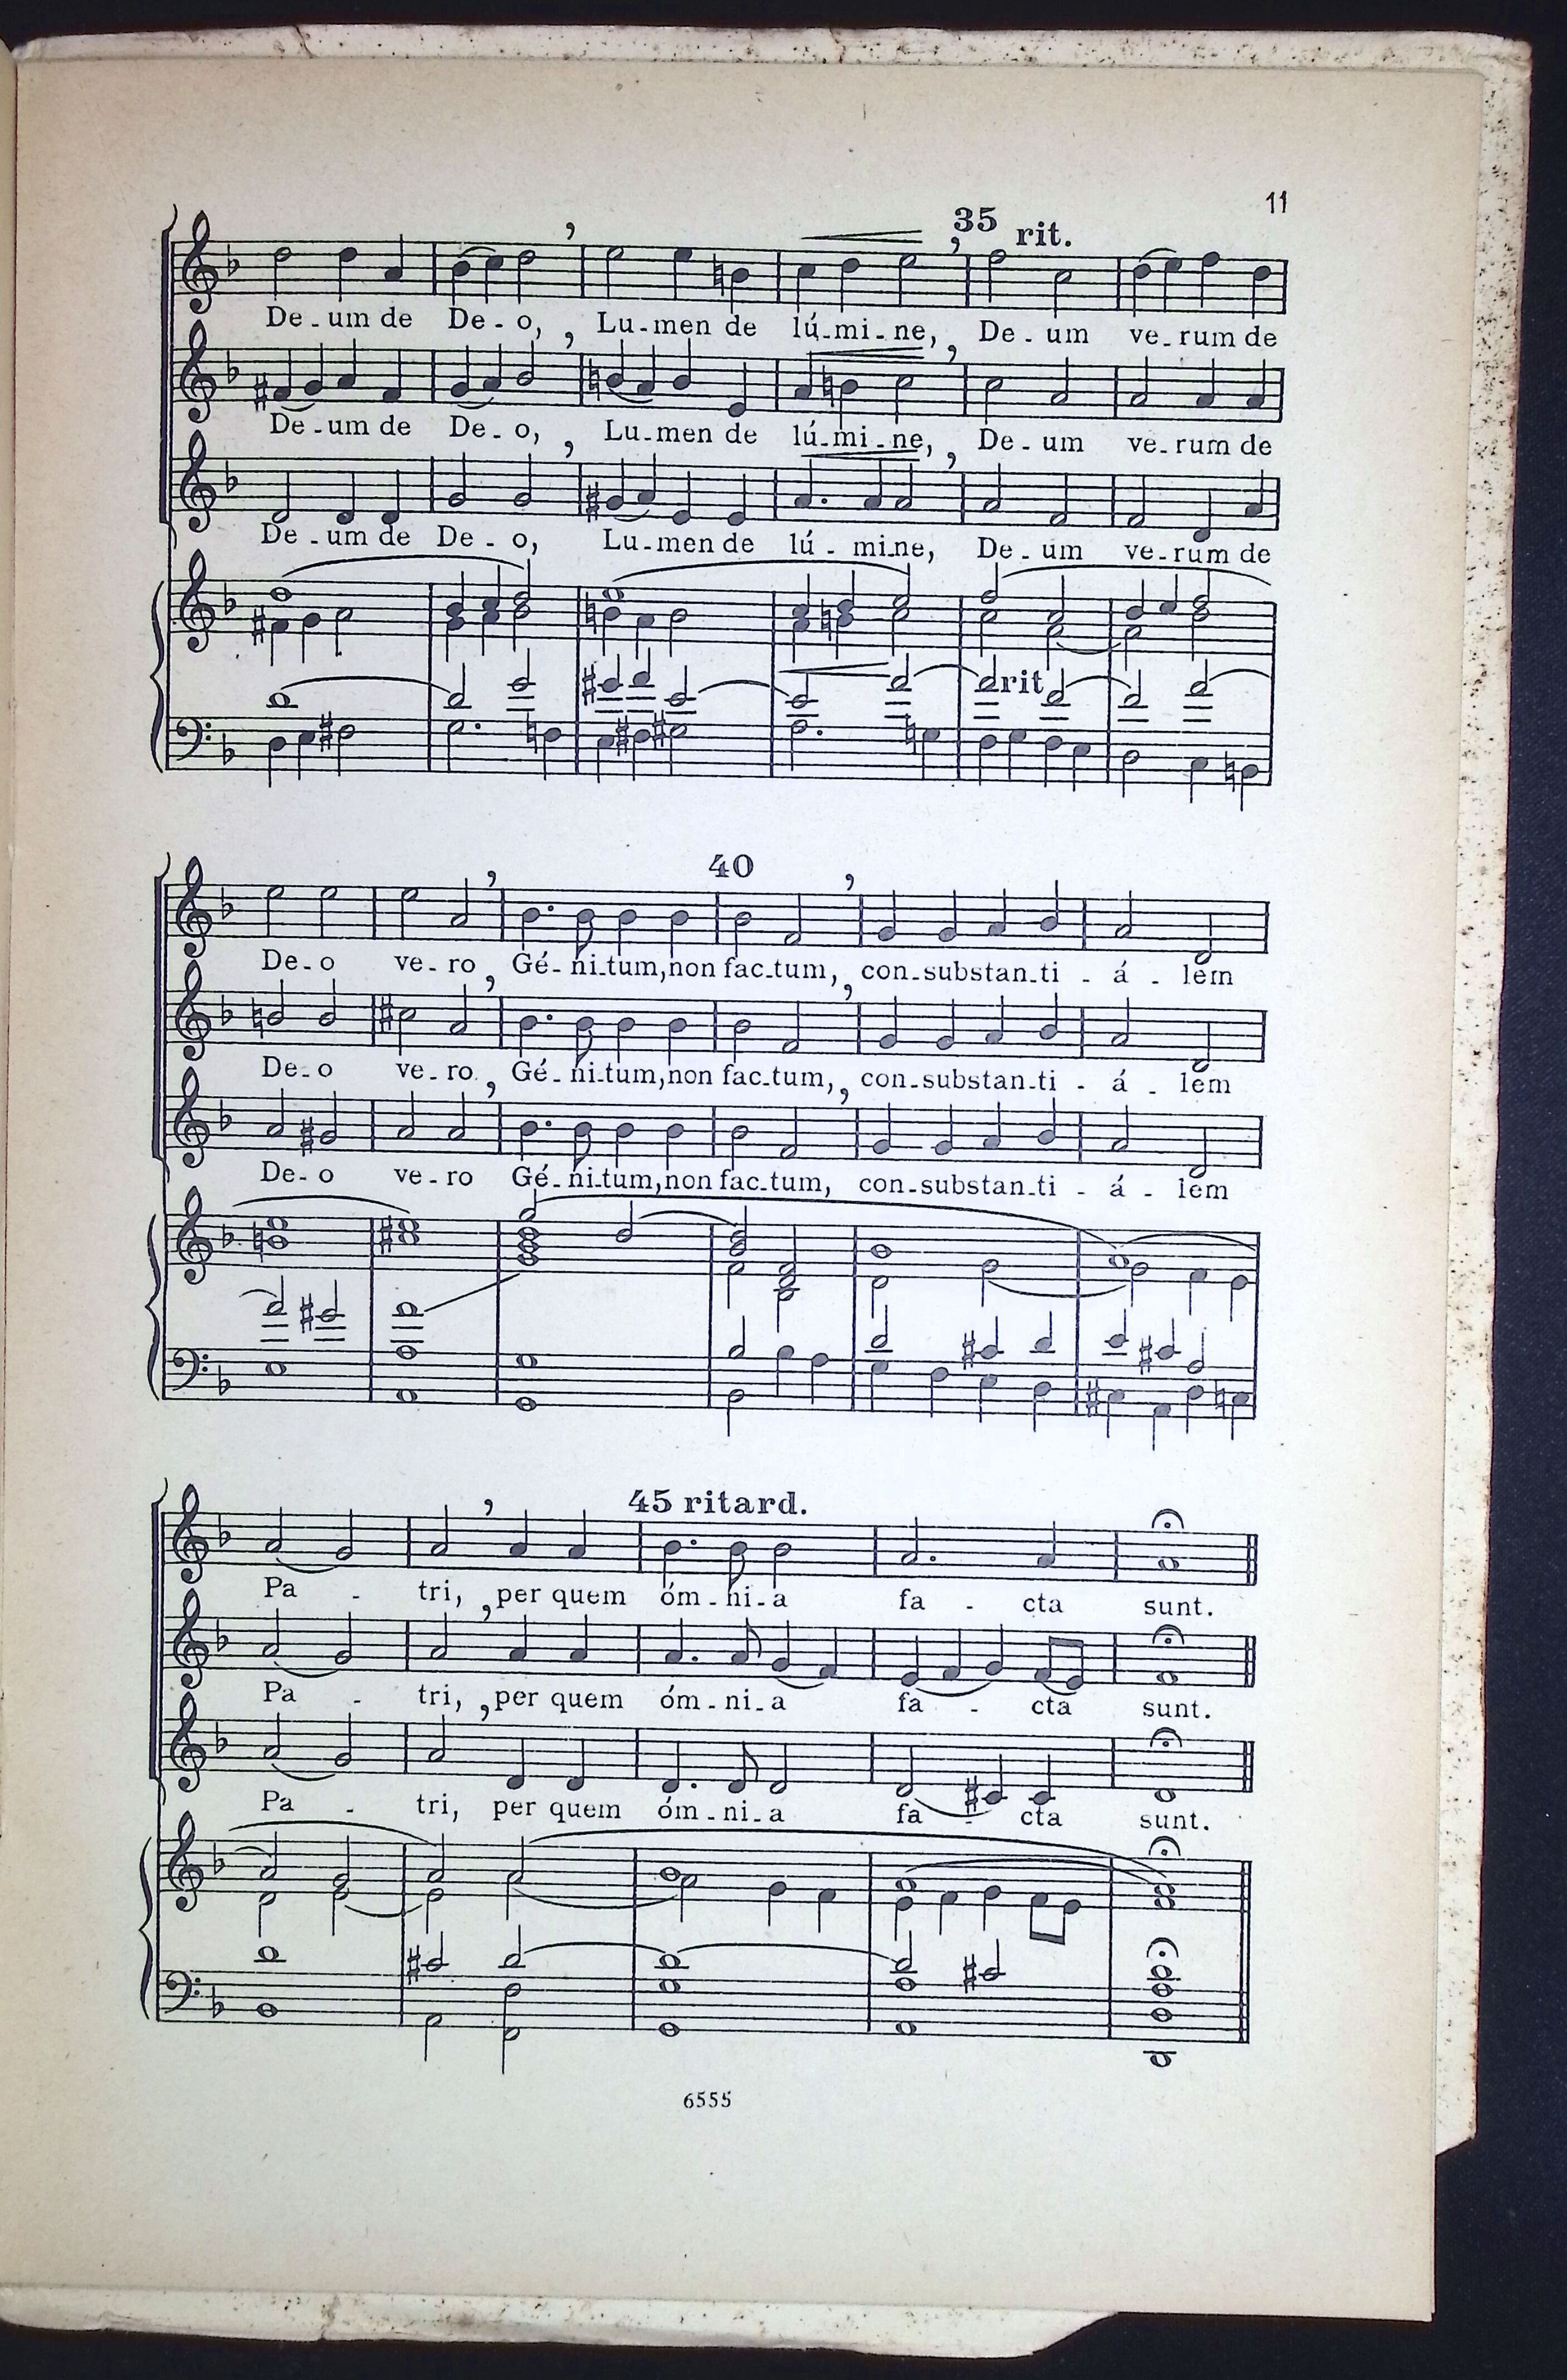 11
35 rit.
De-um de De-o, Lu-men de lú-mi-ne, De-um ve-rum de
De-um de De-o, Lu-men de lú-mi-ne, De-um ve-rum de
De-um de De-o, Lu-men de lú-mi-ne, De-um ve-rum de
rit
40
De-o ve-ro Gé-ni-tum, non fac-tum, con-substan-ti-á-lem
De-o ve-ro Gé-ni-tum, non fac-tum, con-substan-ti-á-lem
De-o ve-ro Gé-ni-tum, non fac-tum, con-substan-ti-á-lem
45 ritard.
Pa-tri, per quem óm-ni-a fa-cta sunt.
Pa-tri, per quem óm-ni-a fa-cta sunt.
Pa-tri, per quem óm-ni-a fa-cta sunt.
6555